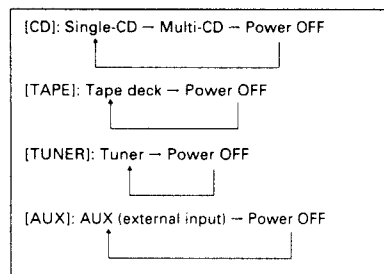 [CD]: Single-CD → Multi-CD → Power OFF
[TAPE]: Tape deck → Power OFF
[TUNER]: Tuner → Power OFF
[AUX]: AUX (external input) → Power OFF